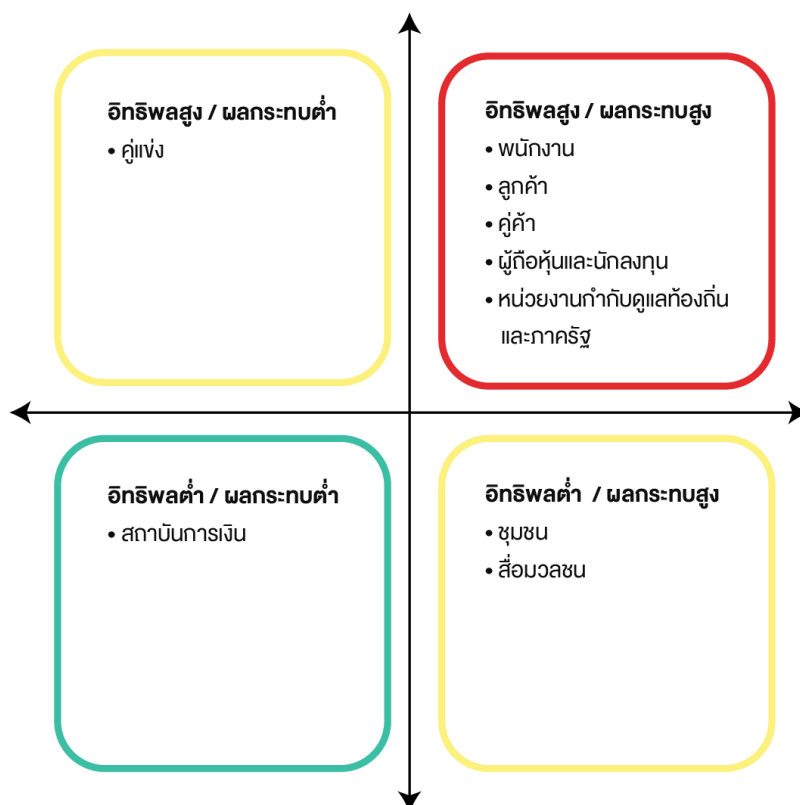 อิทธิพลสูง / ผลกระทบต่ำ
• คู่แข่ง
อิทธิพลสูง / ผลกระทบสูง
• พนักงาน
• ลูกค้า
• คู่ค้า
• ผู้ถือหุ้นและนักลงทุน
• หน่วยงานกำกับดูแลท้องถิ่น
และภาครัฐ
อิทธิพลต่ำ / ผลกระทบต่ำ
• สถาบันการเงิน
อิทธิพลต่ำ / ผลกระทบสูง
• ชุมชน
• สื่อมวลชน